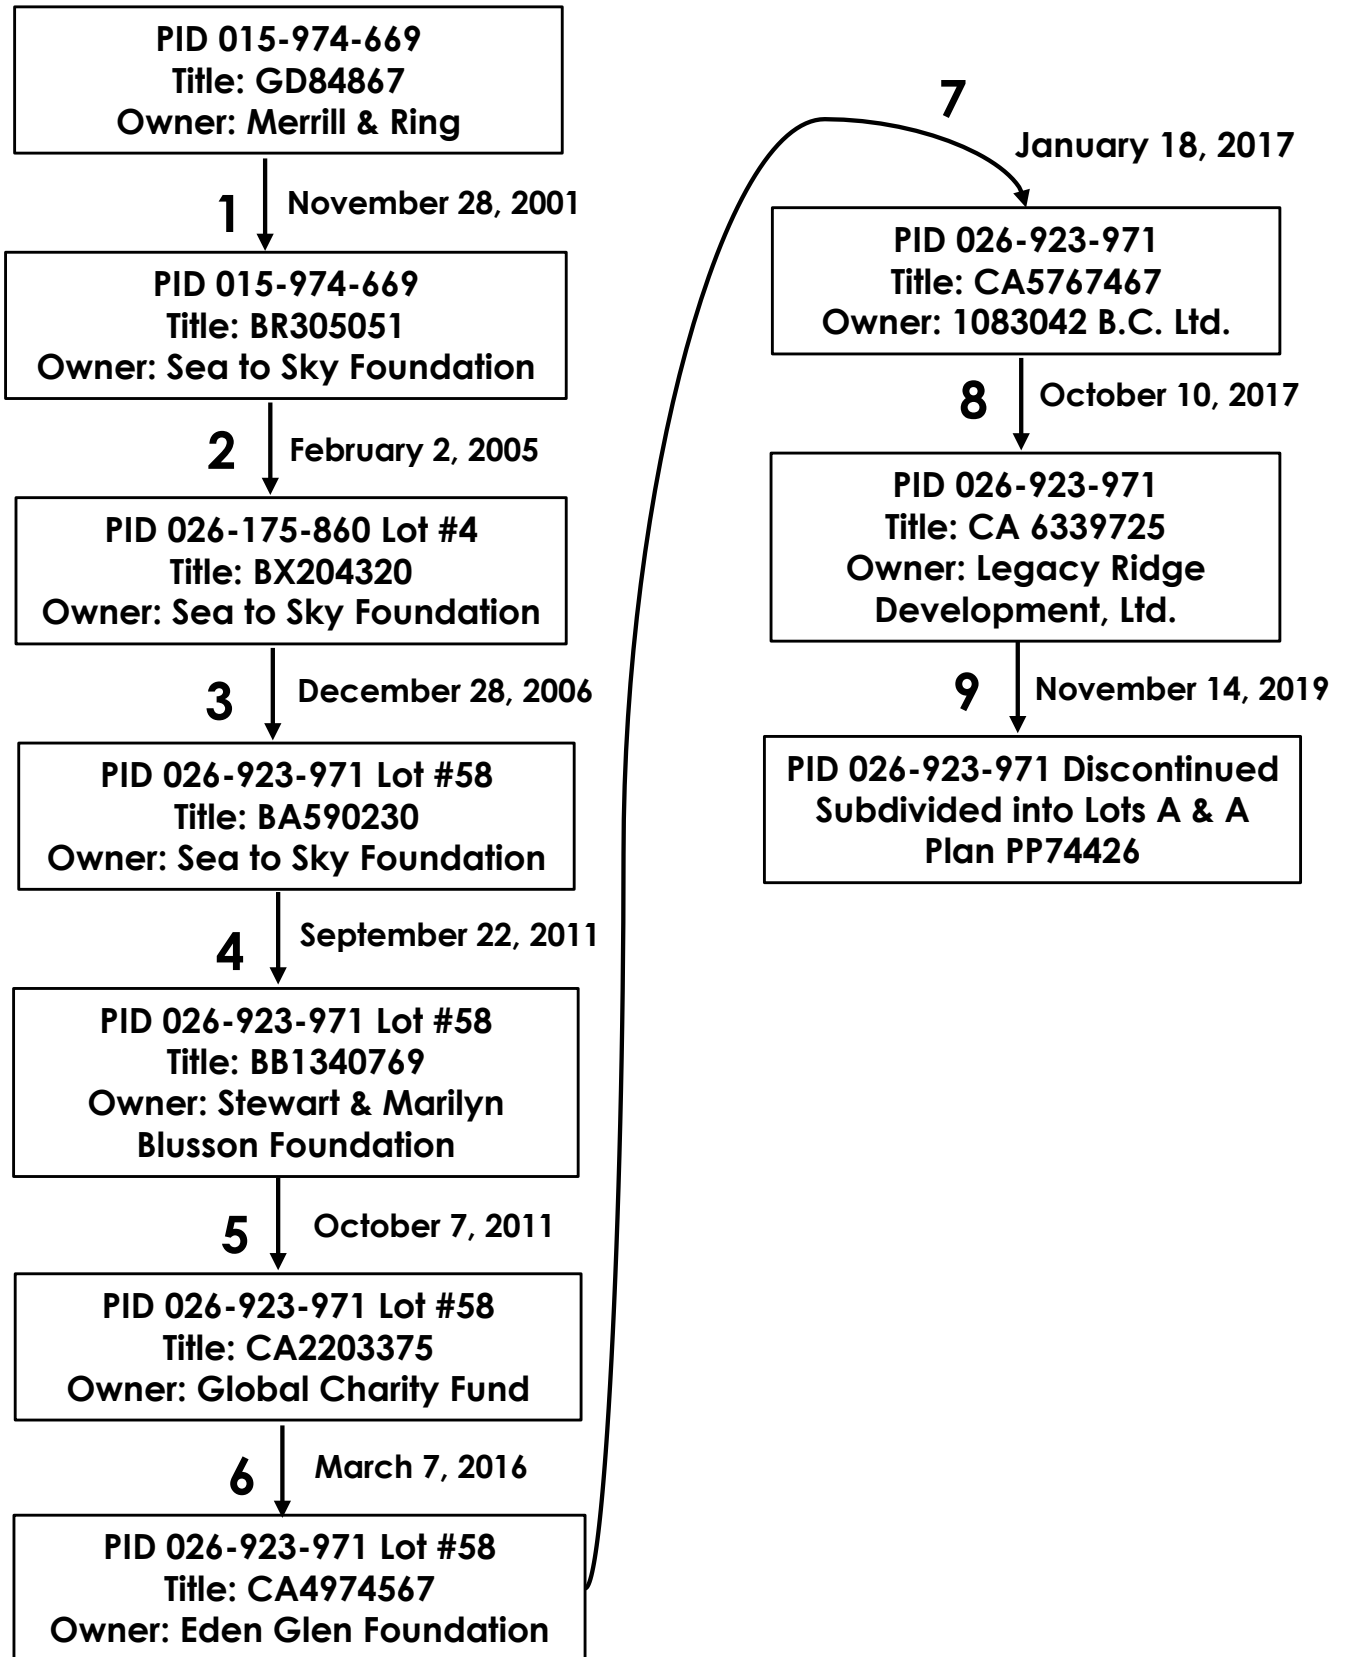 PID 015-974-669
Title: GD84867
Owner: Merrill & Ring
1
November 28, 2001
PID 015-974-669
Title: BR305051
Owner: Sea to Sky Foundation
2
February 2, 2005
PID 026-175-860 Lot #4
Title: BX204320
Owner: Sea to Sky Foundation
3
December 28, 2006
PID 026-923-971 Lot #58
Title: BA590230
Owner: Sea to Sky Foundation
4
September 22, 2011
PID 026-923-971 Lot #58
Title: BB1340769
Owner: Stewart & Marilyn
Blusson Foundation
5
October 7, 2011
PID 026-923-971 Lot #58
Title: CA2203375
Owner: Global Charity Fund
6
March 7, 2016
PID 026-923-971 Lot #58
Title: CA4974567
Owner: Eden Glen Foundation
7
January 18, 2017
PID 026-923-971
Title: CA5767467
Owner: 1083042 B.C. Ltd.
8
October 10, 2017
PID 026-923-971
Title: CA 6339725
Owner: Legacy Ridge
Development, Ltd.
9
November 14, 2019
PID 026-923-971 Discontinued
Subdivided into Lots A & A
Plan PP74426